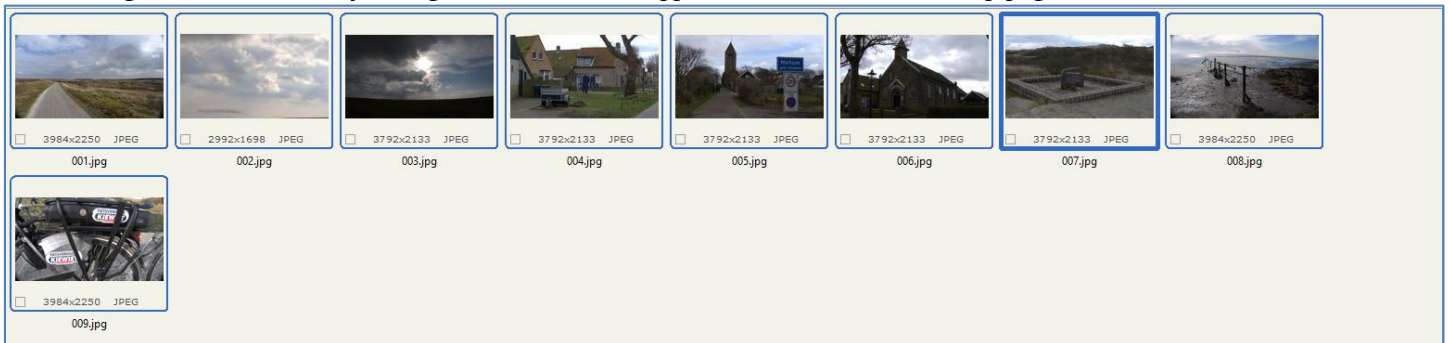 3984x2250 JPEG
2992x1698 JPEG
3792x2133 JPEG
3792x2133 JPEG
3792x2133 JPEG
3792x2133 JPEG
3792x2133 JPEG
3984x2250 JPEG
001.jpg
002.jpg
003.jpg
004.jpg
005.jpg
006.jpg
007.jpg
008.jpg
3984x2250 JPEG
009.jpg